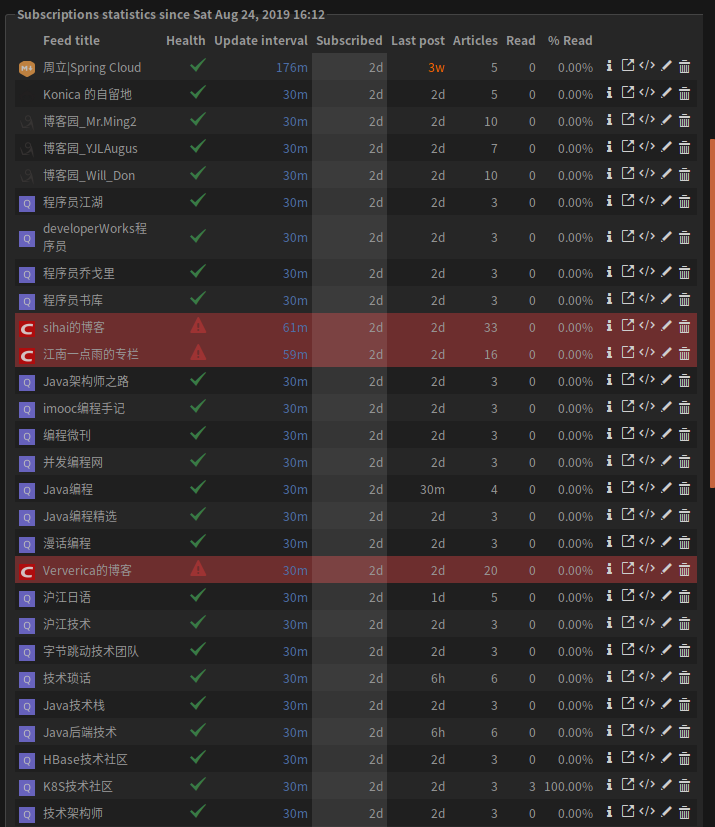 Subscriptions statistics since Sat Aug 24, 2019 16:12
Feed title Health Update interval Subscribed Last post Articles Read % Read
周立|Spring Cloud 176m 2d 3w 5 0 0.00%
Konica 的自留地 30m 2d 2d 5 0 0.00%
博客园_Mr.Ming2 30m 2d 2d 10 0 0.00%
博客园_YJLAugus 30m 2d 2d 7 0 0.00%
博客园_Will_Don 30m 2d 2d 10 0 0.00%
程序员江湖 30m 2d 2d 3 0 0.00%
developerWorks程
序员 30m 2d 2d 3 0 0.00%
程序员乔戈里 30m 2d 2d 3 0 0.00%
程序员书库 30m 2d 2d 3 0 0.00%
sihai的博客 61m 2d 2d 33 0 0.00%
江南一点雨的专栏 59m 2d 2d 16 0 0.00%
Java架构师之路 30m 2d 2d 3 0 0.00%
imooc编程手记 30m 2d 2d 3 0 0.00%
编程微刊 30m 2d 2d 3 0 0.00%
并发编程网 30m 2d 2d 3 0 0.00%
Java编程 30m 2d 30m 4 0 0.00%
Java编程精选 30m 2d 2d 3 0 0.00%
漫话编程 30m 2d 2d 3 0 0.00%
Ververica的博客 30m 2d 2d 20 0 0.00%
沪江日语 30m 2d 1d 5 0 0.00%
沪江技术 30m 2d 2d 3 0 0.00%
字节跳动技术团队 30m 2d 2d 3 0 0.00%
技术琐话 30m 2d 6h 6 0 0.00%
Java技术栈 30m 2d 2d 3 0 0.00%
Java后端技术 30m 2d 6h 6 0 0.00%
HBase技术社区 30m 2d 2d 3 0 0.00%
K8S技术社区 30m 2d 2d 3 3 100.00%
技术架构师 30m 2d 2d 3 0 0.00%